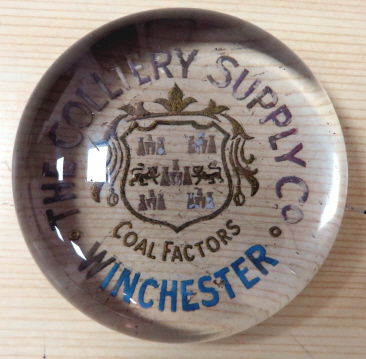 THE COLLIERY SUPPLY Co.
COAL FACTORS
WINCHESTER